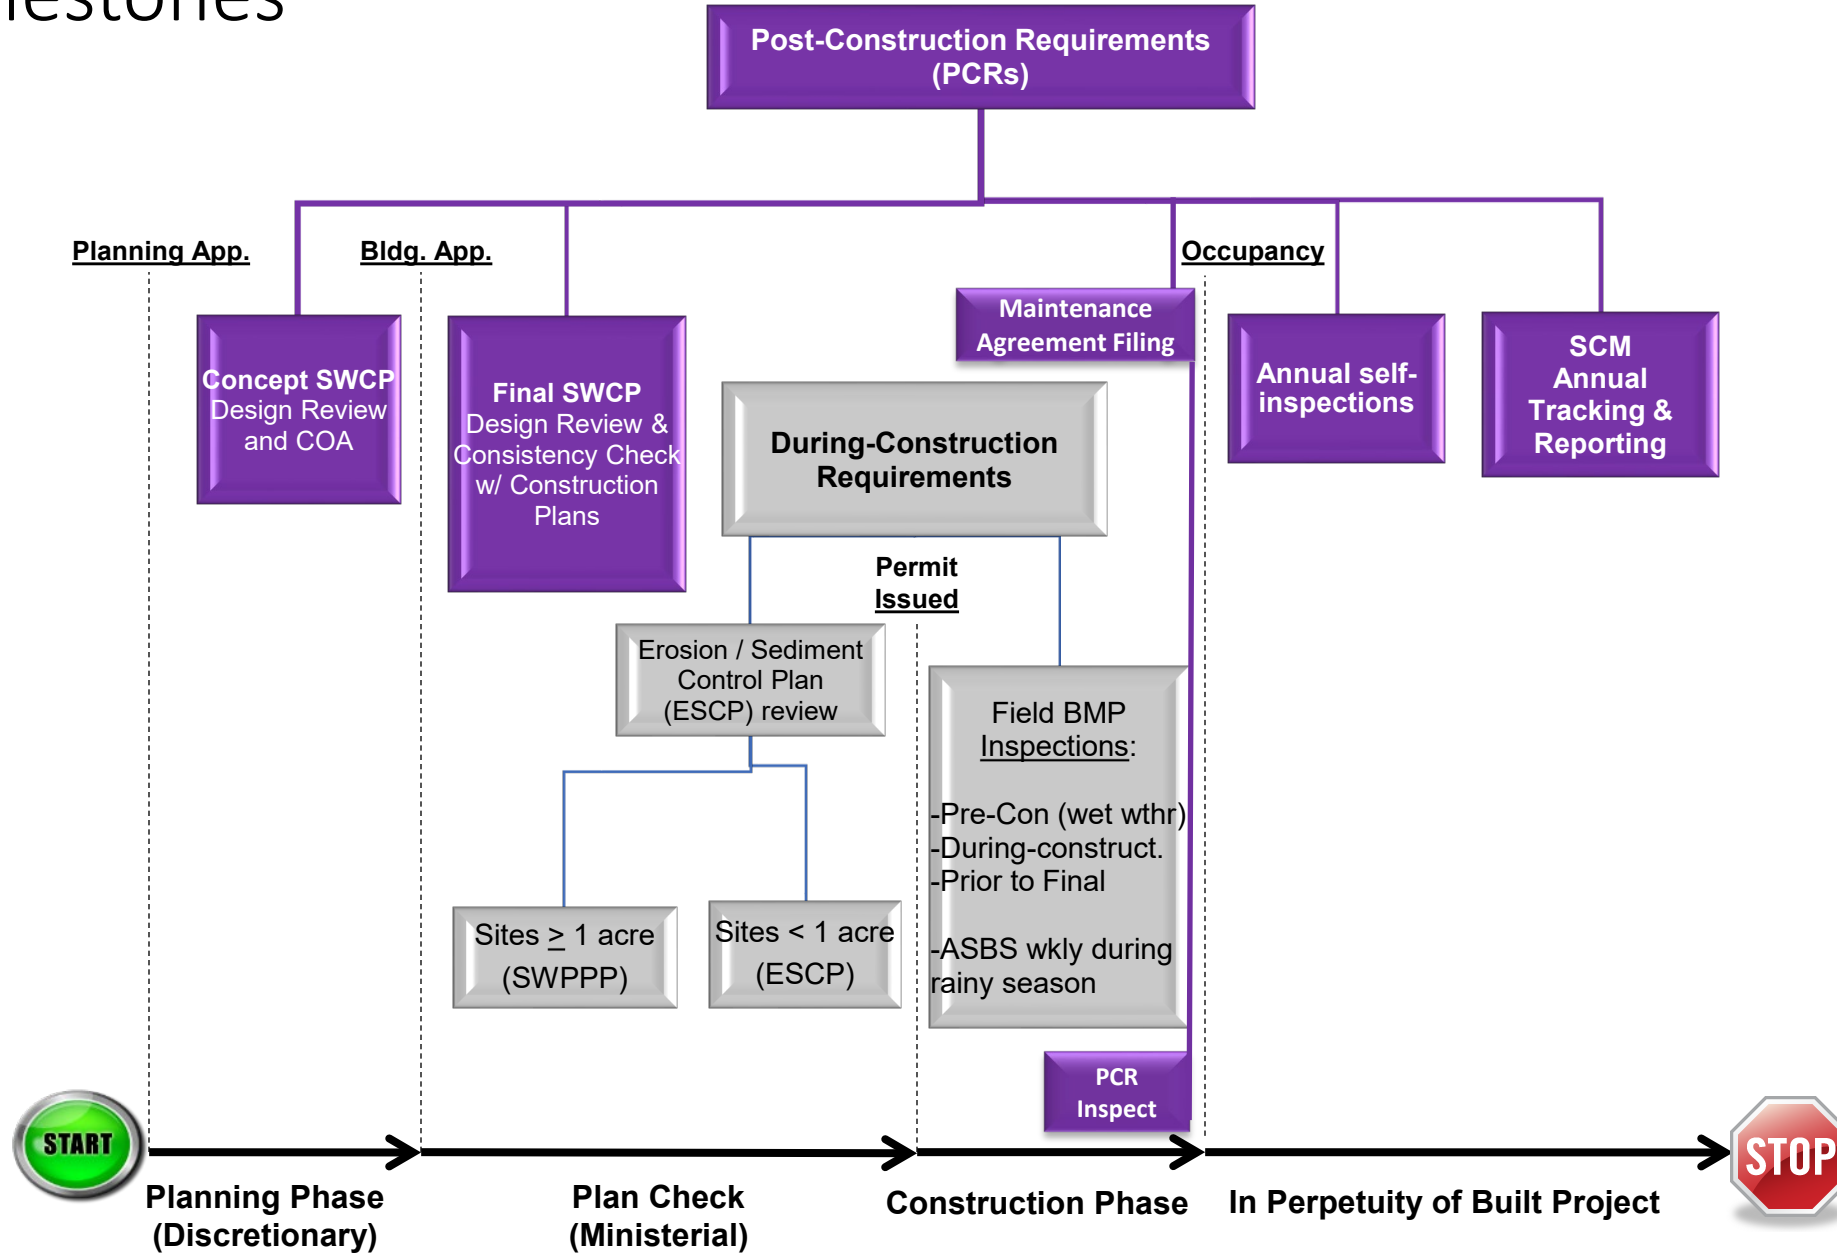 Post-Construction Requirements
(PCRs)
Planning App.
Bldg. App.
Occupancy
Concept SWCP
Design Review
and COA
Final SWCP
Design Review &
Consistency Check
w/ Construction
Plans
Maintenance
Agreement Filing
Annual self-
inspections
SCM
Annual
Tracking &
Reporting
During-Construction
Requirements
Permit
Issued
Erosion / Sediment
Control Plan
(ESCP) review
Field BMP
Inspections:
-Pre-Con (wet wthr)
-During-construct.
-Prior to Final
-ASBS wkly during
rainy season
Sites ≥ 1 acre
(SWPPP)
Sites < 1 acre
(ESCP)
PCR
Inspect
START
STOP
Planning Phase
(Discretionary)
Plan Check
(Ministerial)
Construction Phase
In Perpetuity of Built Project